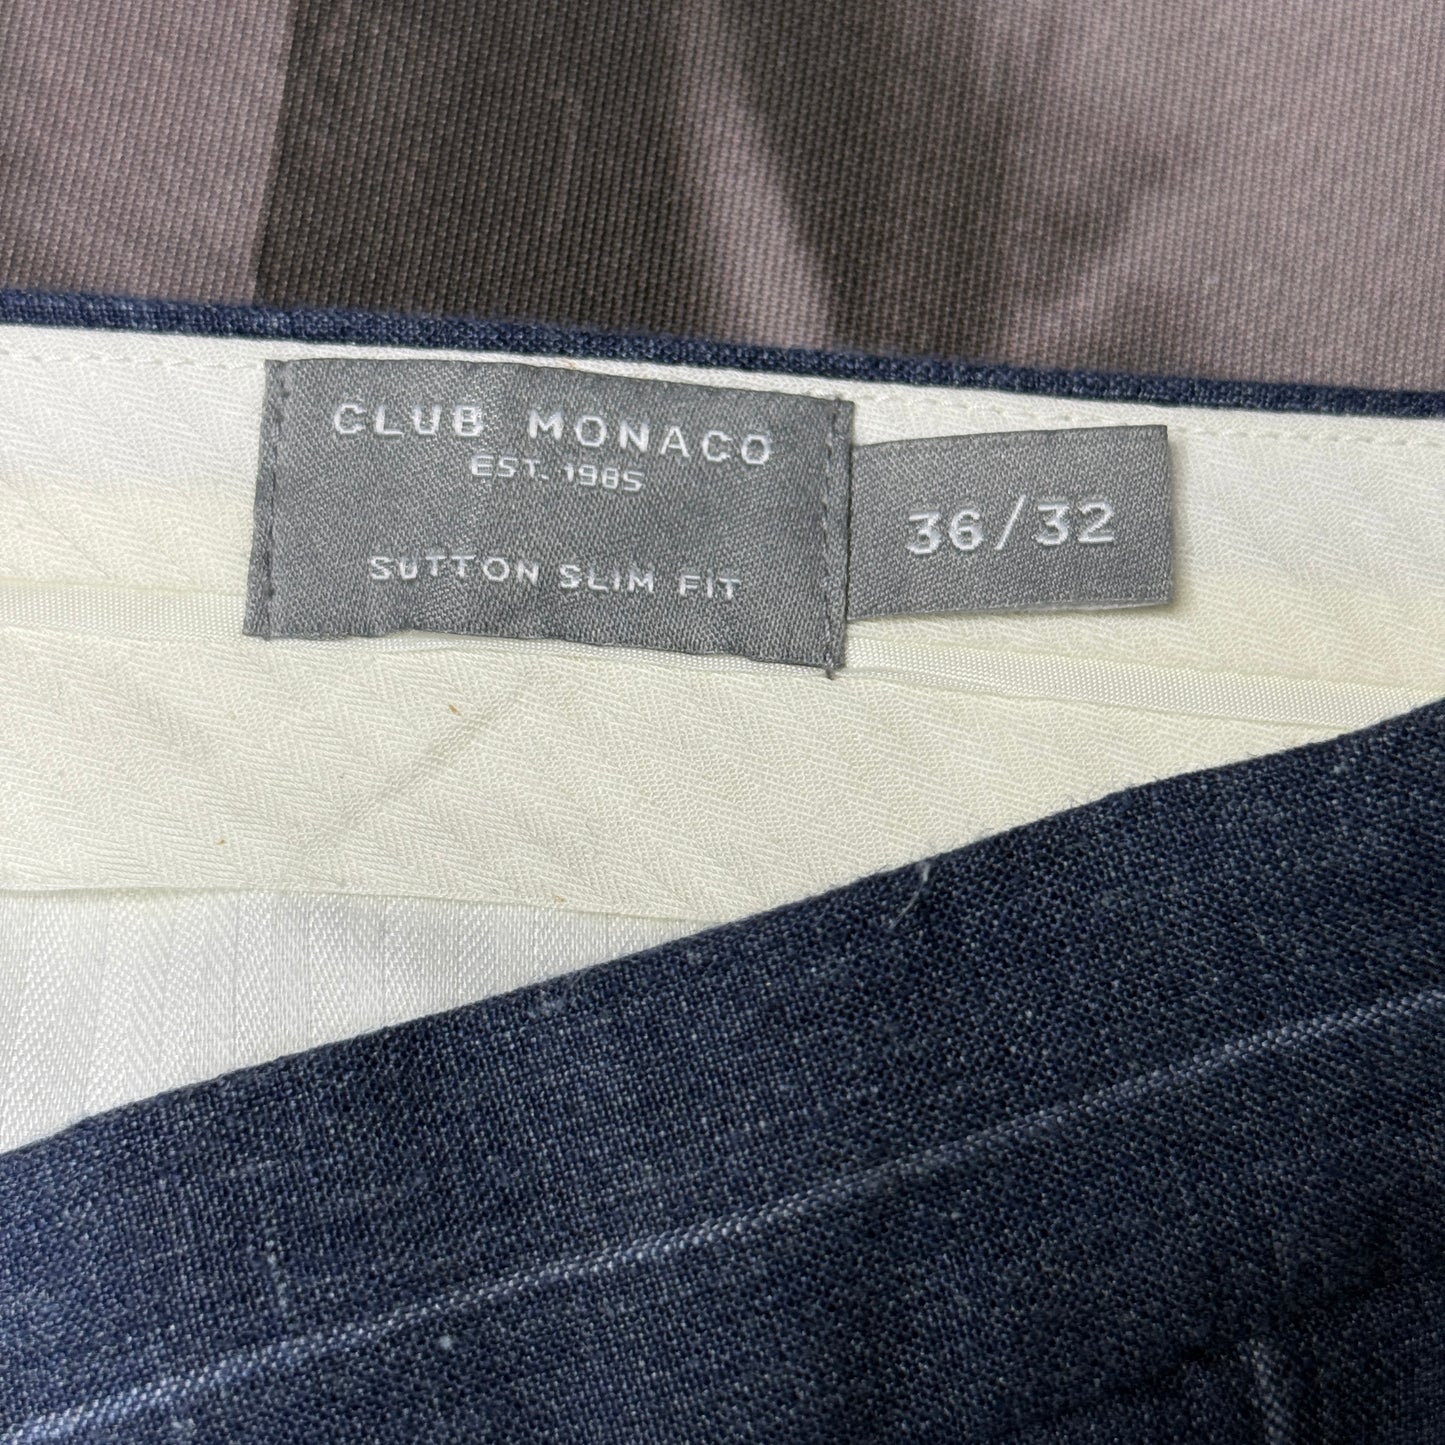 CLUB MONACO
EST. 1985
SUTTON SLIM FIT
36/32